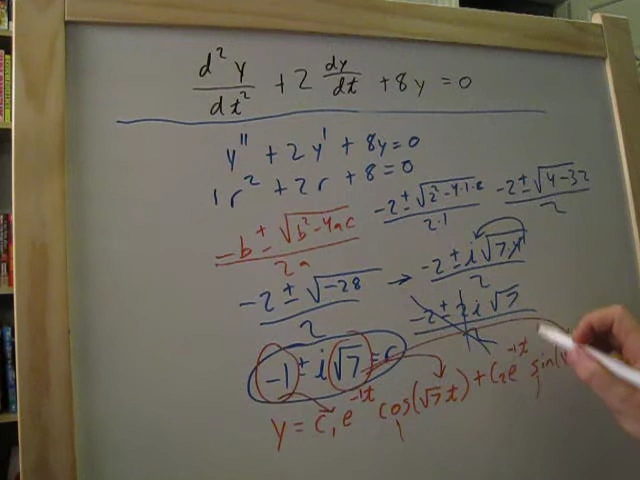 d²y/dt² + 2 dy/dt + 8y = 0
y'' + 2y' + 8y = 0
1r² + 2r + 8 = 0
-b ± √(b²-4ac) / 2a
-2 ± √(2²-4·1·8) / 2·1
-2 ± √(4-32) / 2
-2 ± √(-28) / 2 → -2 ± i√(7·4) / 2
-2 ± 2i√7 / 2
-1 ± i√7 = r
y = c₁e^(-1t) cos(√7t) + c₂e^(-1t) sin(